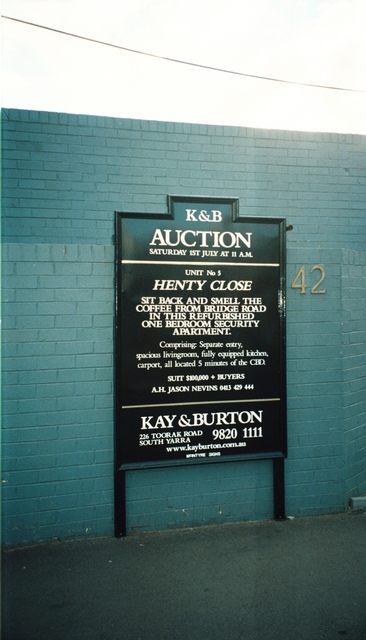 K&B
AUCTION
SATURDAY 1ST JULY AT 11 A.M.
UNIT No 5
HENTY CLOSE
SIT BACK AND SMELL THE
COFFEE FROM BRIDGE ROAD
IN THIS REFURBISHED
ONE BEDROOM SECURITY
APARTMENT.
Comprising: Separate entry,
spacious livingroom, fully equipped kitchen,
carport, all located 5 minutes of the CBD.
SUIT $100,000 + BUYERS
A.H. JASON NEVINS 0413 429 444
KAY & BURTON
226 TOORAK ROAD
SOUTH YARRA
9820 1111
www.kayburton.com.au
McINTYRE SIGNS
42